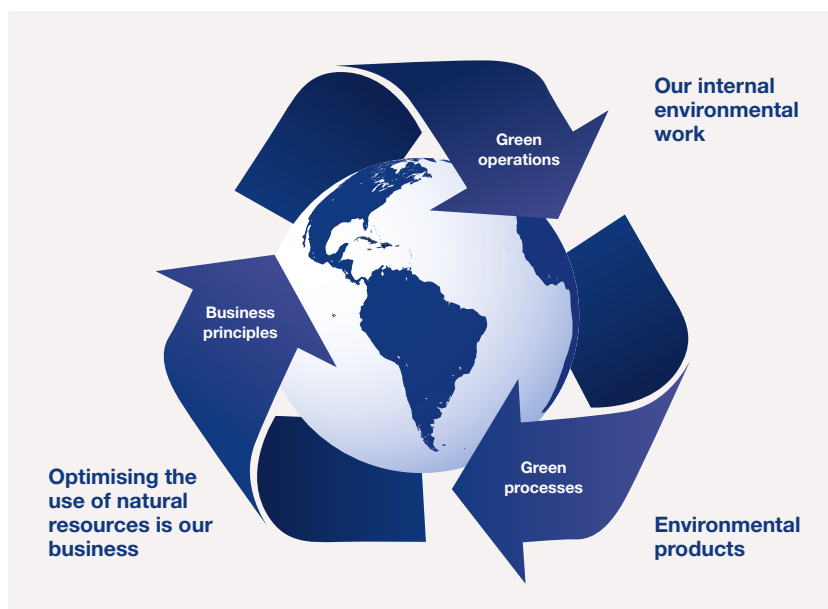 Our internal
environmental
work
Green
operations
Business
principles
Optimising the
use of natural
resources is our
business
Green
processes
Environmental
products